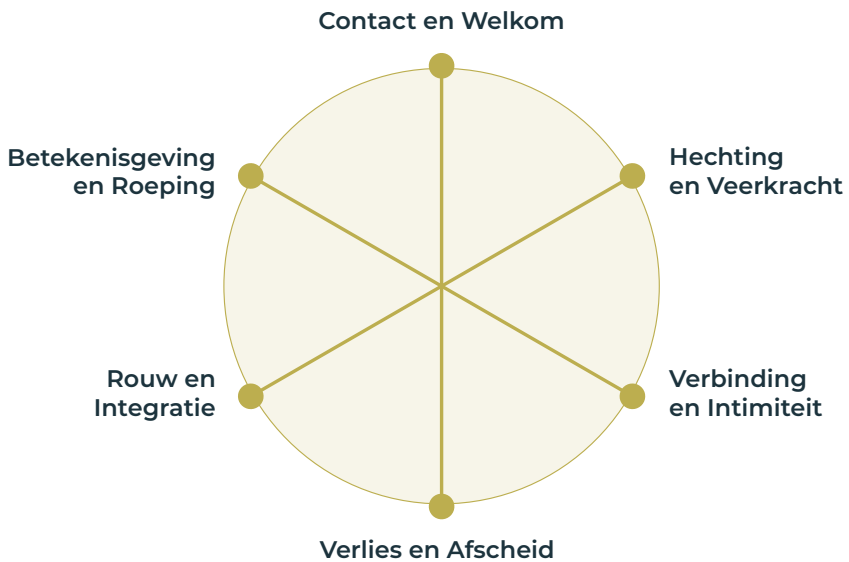 Contact en Welkom
Hechting
en Veerkracht
Verbinding
en Intimiteit
Verlies en Afscheid
Rouw en
Integratie
Betekenisgeving
en Roeping